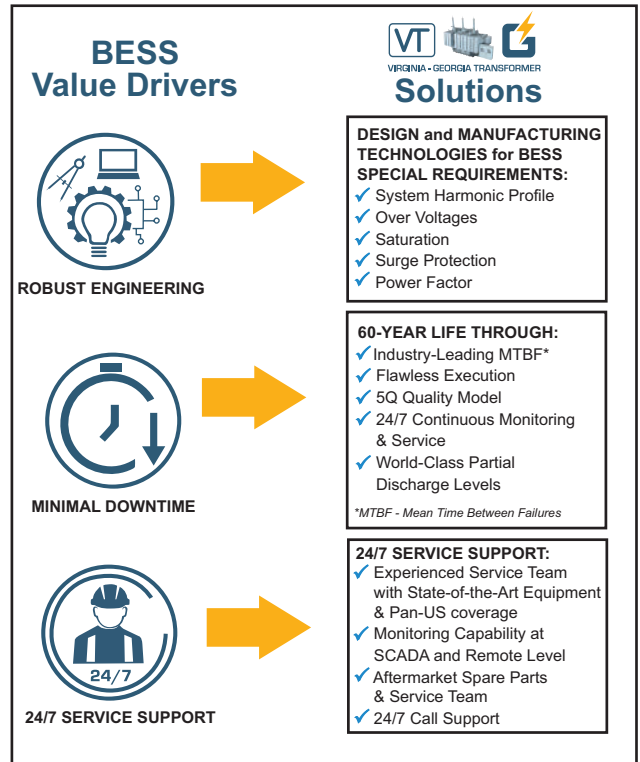 BESS
Value Drivers
VT
G
VIRGINIA - GEORGIA TRANSFORMER
Solutions
ROBUST ENGINEERING
DESIGN and MANUFACTURING
TECHNOLOGIES for BESS
SPECIAL REQUIREMENTS:
System Harmonic Profile
Over Voltages
Saturation
Surge Protection
Power Factor
MINIMAL DOWNTIME
60-YEAR LIFE THROUGH:
Industry-Leading MTBF*
Flawless Execution
5Q Quality Model
24/7 Continuous Monitoring
& Service
World-Class Partial
Discharge Levels
*MTBF - Mean Time Between Failures
24/7
24/7 SERVICE SUPPORT
24/7 SERVICE SUPPORT:
Experienced Service Team
with State-of-the-Art Equipment
& Pan-US coverage
Monitoring Capability at
SCADA and Remote Level
Aftermarket Spare Parts
& Service Team
24/7 Call Support